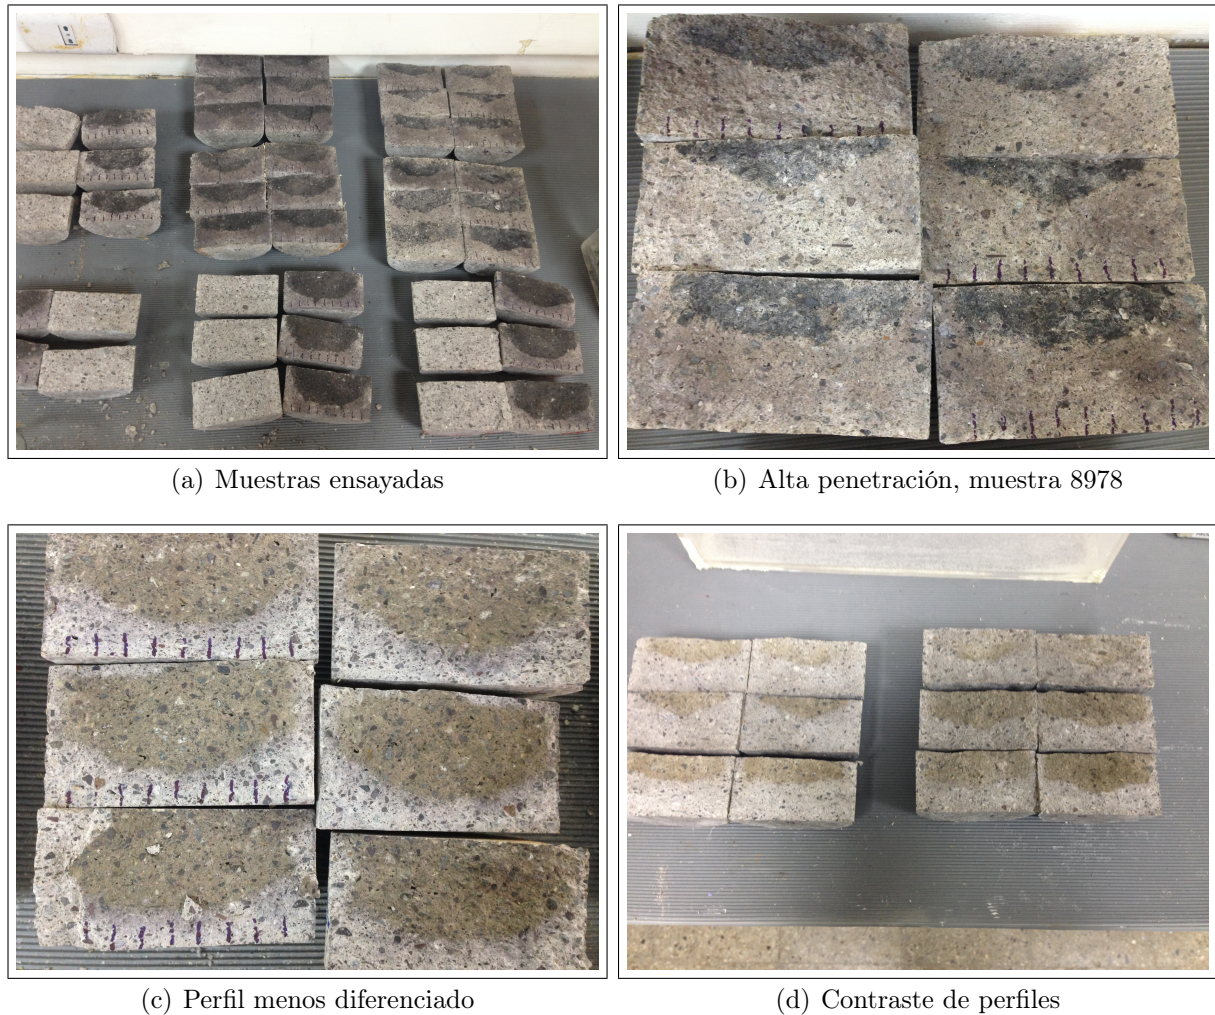 (a) Muestras ensayadas
(b) Alta penetración, muestra 8978
(c) Perfil menos diferenciado
(d) Contraste de perfiles